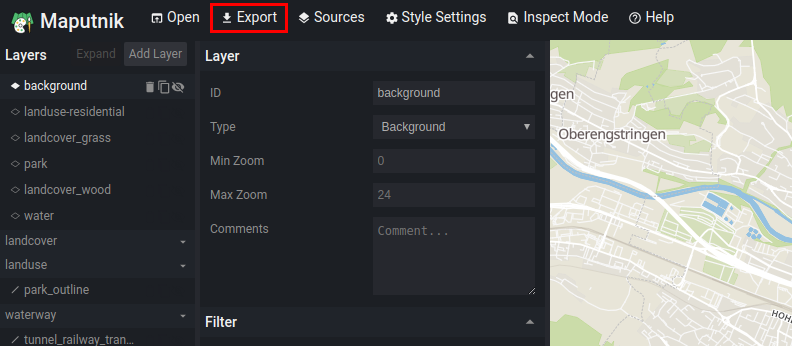 Maputnik Open Export Sources Style Settings Inspect Mode Help
Layers Expand Add Layer
background
landuse-residential
landcover_grass
park
landcover_wood
water
landcover
landuse
park_outline
waterway
tunnel_railway_tran...
Layer
ID background
Type Background
Min Zoom 0
Max Zoom 24
Comments Comment...
Filter
gen
Oberengstringen
HOH